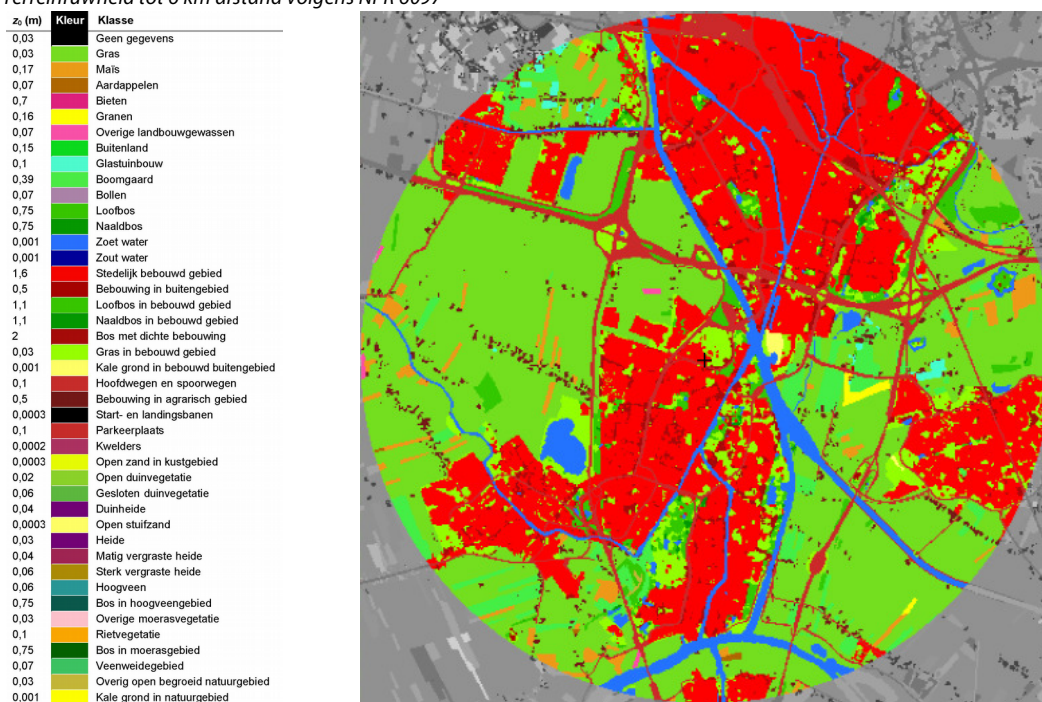 Terreinruwheid tot 6 km afstand volgens NPR 6097
z₀ (m) Kleur Klasse
0,03 Geen gegevens
0,03 Gras
0,17 Maïs
0,07 Aardappelen
0,7 Bieten
0,16 Granen
0,07 Overige landbouwgewassen
0,15 Buitenland
0,1 Glastuinbouw
0,39 Boomgaard
0,07 Bollen
0,75 Loofbos
0,75 Naaldbos
0,001 Zoet water
0,001 Zout water
1,6 Stedelijk bebouwd gebied
0,5 Bebouwing in buitengebied
1,1 Loofbos in bebouwd gebied
1,1 Naaldbos in bebouwd gebied
2 Bos met dichte bebouwing
0,03 Gras in bebouwd gebied
0,001 Kale grond in bebouwd buitengebied
0,1 Hoofdwegen en spoorwegen
0,5 Bebouwing in agrarisch gebied
0,0003 Start- en landingsbanen
0,1 Parkeerplaats
0,0002 Kwelders
0,0003 Open zand in kustgebied
0,02 Open duinvegetatie
0,06 Gesloten duinvegetatie
0,04 Duinheide
0,0003 Open stuifzand
0,03 Heide
0,04 Matig vergraste heide
0,06 Sterk vergraste heide
0,06 Hoogveen
0,75 Bos in hoogveengebied
0,03 Overige moerasvegetatie
0,1 Rietvegetatie
0,75 Bos in moerasgebied
0,07 Veenweidegebied
0,03 Overig open begroeid natuurgebied
0,001 Kale grond in natuurgebied